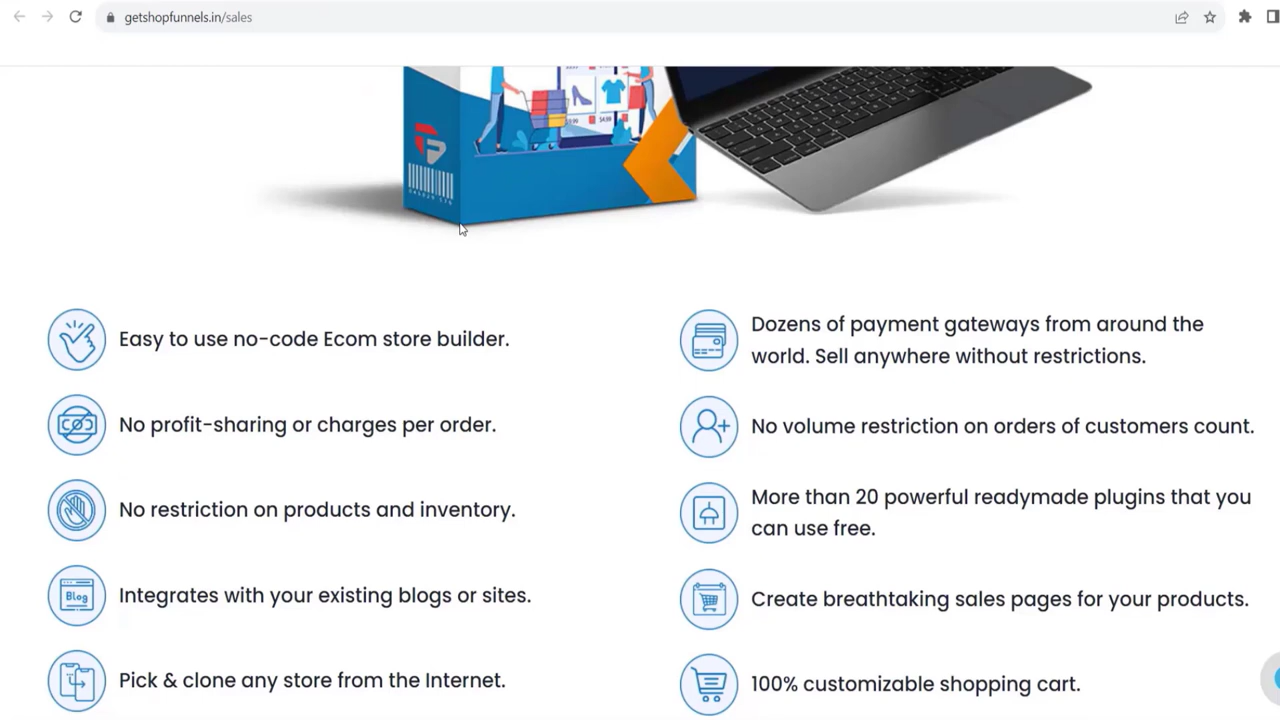 getshopfunnels.in/sales
Easy to use no-code Ecom store builder.
No profit-sharing or charges per order.
No restriction on products and inventory.
Blog
Integrates with your existing blogs or sites.
Pick & clone any store from the Internet.
Dozens of payment gateways from around the
world. Sell anywhere without restrictions.
No volume restriction on orders of customers count.
More than 20 powerful readymade plugins that you
can use free.
Create breathtaking sales pages for your products.
100% customizable shopping cart.